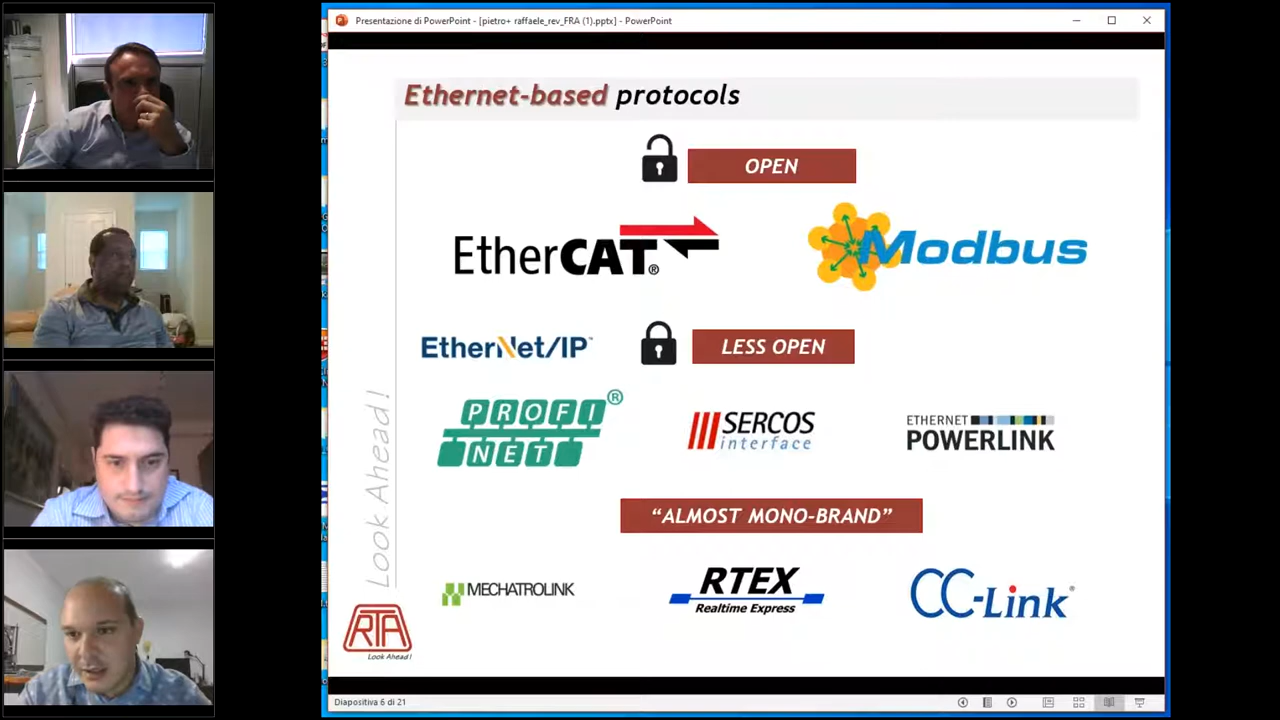 Presentazione di PowerPoint - [pietro+ raffaele_rev_FRA (1).pptx] - PowerPoint
Ethernet-based protocols
OPEN
EtherCAT®
Modbus
EtherNet/IP™
LESS OPEN
PROFI®
NET
SERCOS
interface
ETHERNET
POWERLINK
"ALMOST MONO-BRAND"
MECHATROLINK
RTEX
Realtime Express
CC-Link®
Look Ahead!
RTA
Look Ahead!
Diapositiva 6 di 21